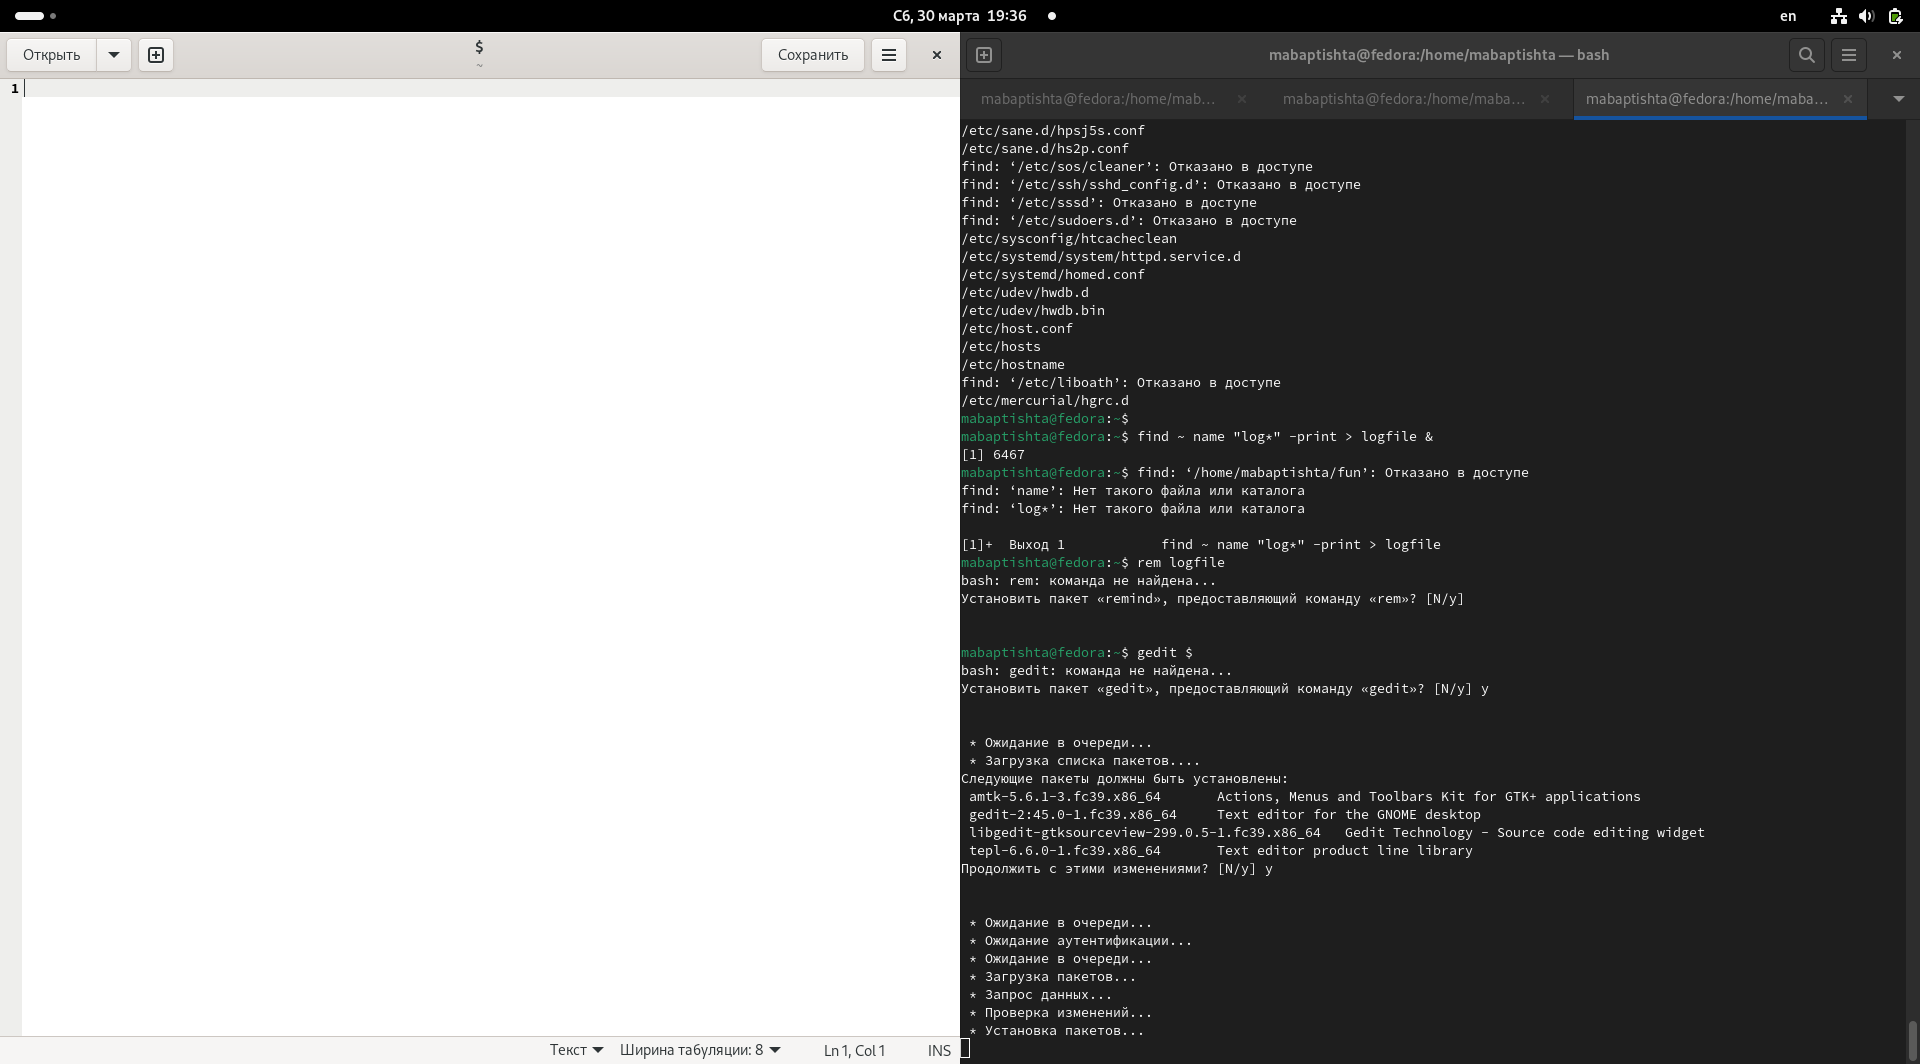 Сб, 30 марта 19:36
en
Открыть
$
~
Сохранить
1
Текст
Ширина табуляции: 8
Ln 1, Col 1
INS
mabaptishta@fedora:/home/mabaptishta — bash
mabaptishta@fedora:/home/mab...
mabaptishta@fedora:/home/maba...
mabaptishta@fedora:/home/maba...
/etc/sane.d/hpsj5s.conf
/etc/sane.d/hs2p.conf
find: ‘/etc/sos/cleaner’: Отказано в доступе
find: ‘/etc/ssh/sshd_config.d’: Отказано в доступе
find: ‘/etc/sssd’: Отказано в доступе
find: ‘/etc/sudoers.d’: Отказано в доступе
/etc/sysconfig/htcacheclean
/etc/systemd/system/httpd.service.d
/etc/systemd/homed.conf
/etc/udev/hwdb.d
/etc/udev/hwdb.bin
/etc/host.conf
/etc/hosts
/etc/hostname
find: ‘/etc/liboath’: Отказано в доступе
/etc/mercurial/hgrc.d
mabaptishta@fedora:~$
mabaptishta@fedora:~$ find ~ name "log*" -print > logfile &
[1] 6467
mabaptishta@fedora:~$ find: ‘/home/mabaptishta/fun’: Отказано в доступе
find: ‘name’: Нет такого файла или каталога
find: ‘log*’: Нет такого файла или каталога
[1]+  Выход 1            find ~ name "log*" -print > logfile
mabaptishta@fedora:~$ rem logfile
bash: rem: команда не найдена...
Установить пакет «remind», предоставляющий команду «rem»? [N/y]
mabaptishta@fedora:~$ gedit $
bash: gedit: команда не найдена...
Установить пакет «gedit», предоставляющий команду «gedit»? [N/y] y
* Ожидание в очереди...
* Загрузка списка пакетов....
Следующие пакеты должны быть установлены:
amtk-5.6.1-3.fc39.x86_64       Actions, Menus and Toolbars Kit for GTK+ applications
gedit-2:45.0-1.fc39.x86_64     Text editor for the GNOME desktop
libgedit-gtksourceview-299.0.5-1.fc39.x86_64   Gedit Technology - Source code editing widget
tepl-6.6.0-1.fc39.x86_64       Text editor product line library
Продолжить с этими изменениями? [N/y] y
* Ожидание в очереди...
* Ожидание аутентификации...
* Ожидание в очереди...
* Загрузка пакетов...
* Запрос данных...
* Проверка изменений...
* Установка пакетов...